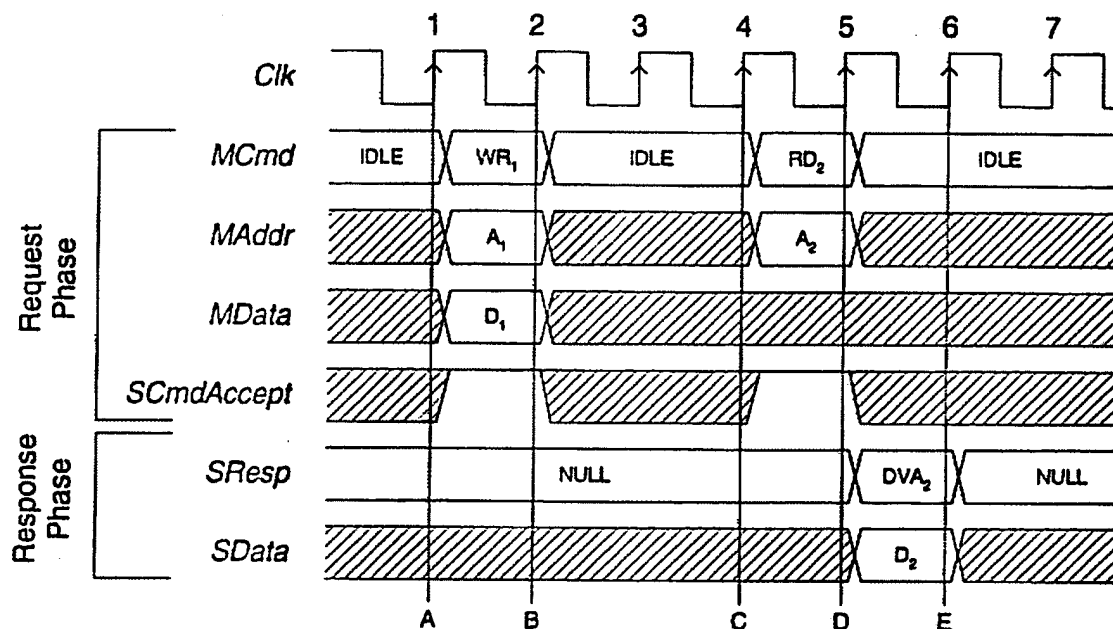 1 2 3 4 5 6 7
Clk
Request Phase
MCmd IDLE WR₁ IDLE RD₂ IDLE
MAddr A₁ A₂
MData D₁
SCmdAccept
Response Phase
SResp NULL DVA₂ NULL
SData D₂
A B C D E